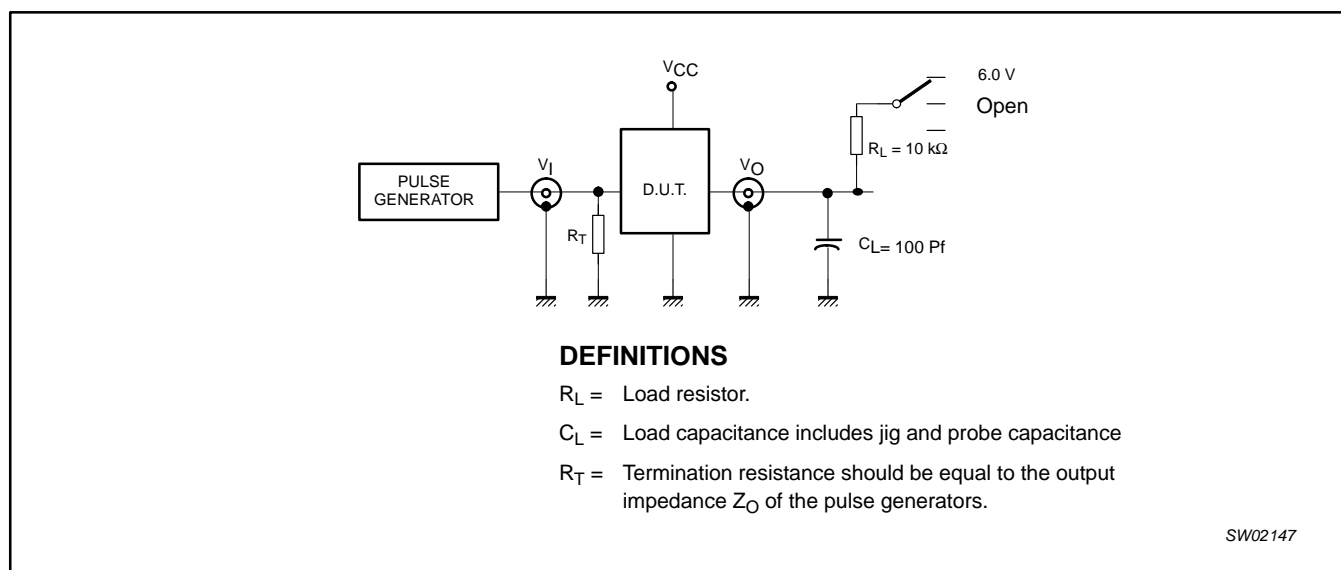 VCC
6.0 V
Open
RL = 10 kΩ
VI
VO
PULSE
GENERATOR
D.U.T.
RT
CL= 100 Pf
DEFINITIONS
RL = Load resistor.
CL = Load capacitance includes jig and probe capacitance
RT = Termination resistance should be equal to the output
impedance ZO of the pulse generators.
SW02147